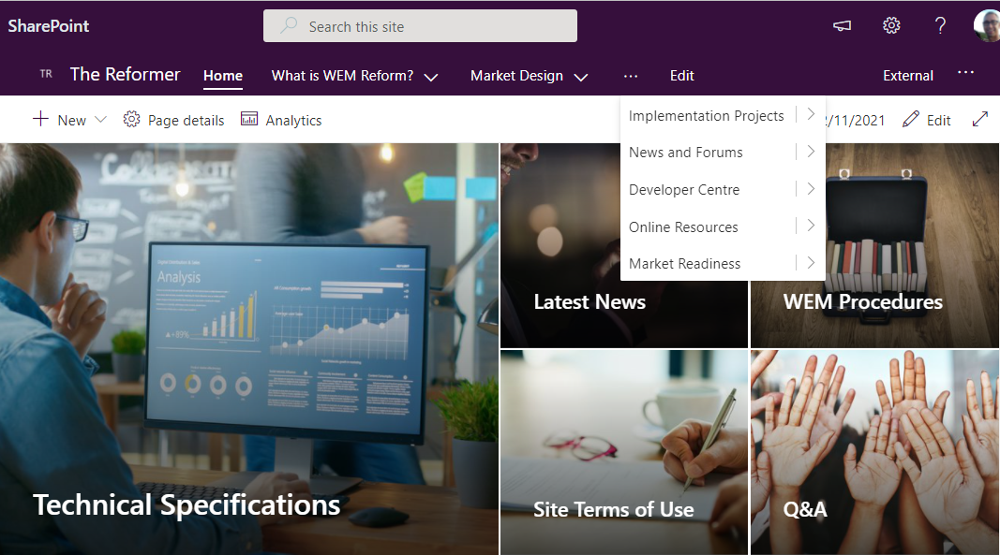 SharePoint
Search this site
TR
The Reformer
Home
What is WEM Reform?
Market Design
...
Edit
External
...
New
Page details
Analytics
/11/2021
Edit
Implementation Projects
News and Forums
Developer Centre
Online Resources
Market Readiness
Analysis
+89%
Technical Specifications
Latest News
WEM Procedures
Site Terms of Use
Q&A